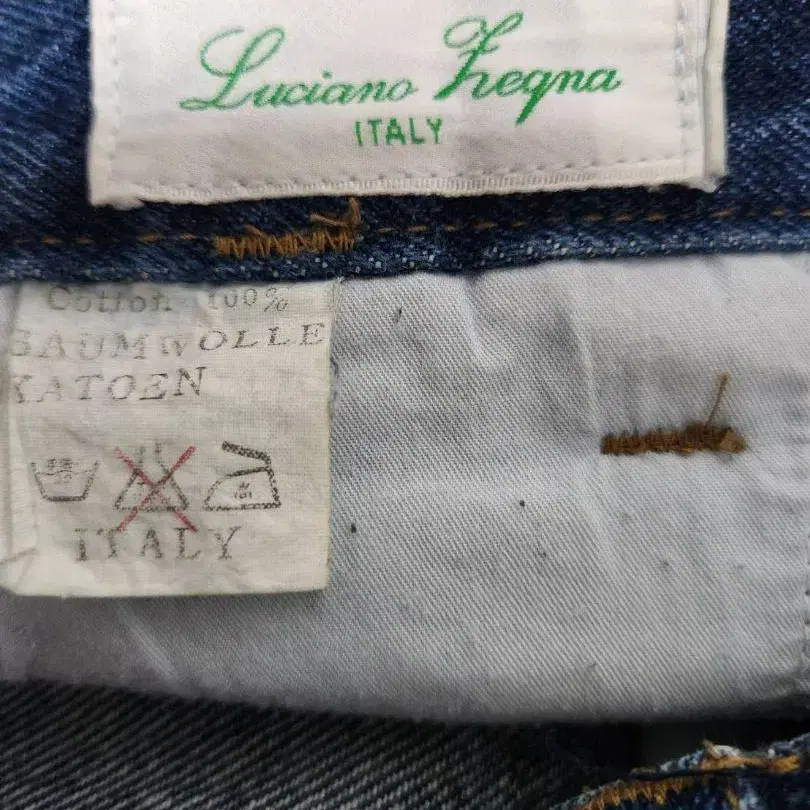 Luciano Zegna
ITALY
Cotton 100%
BAUMWOLLE
KATOEN
ITALY